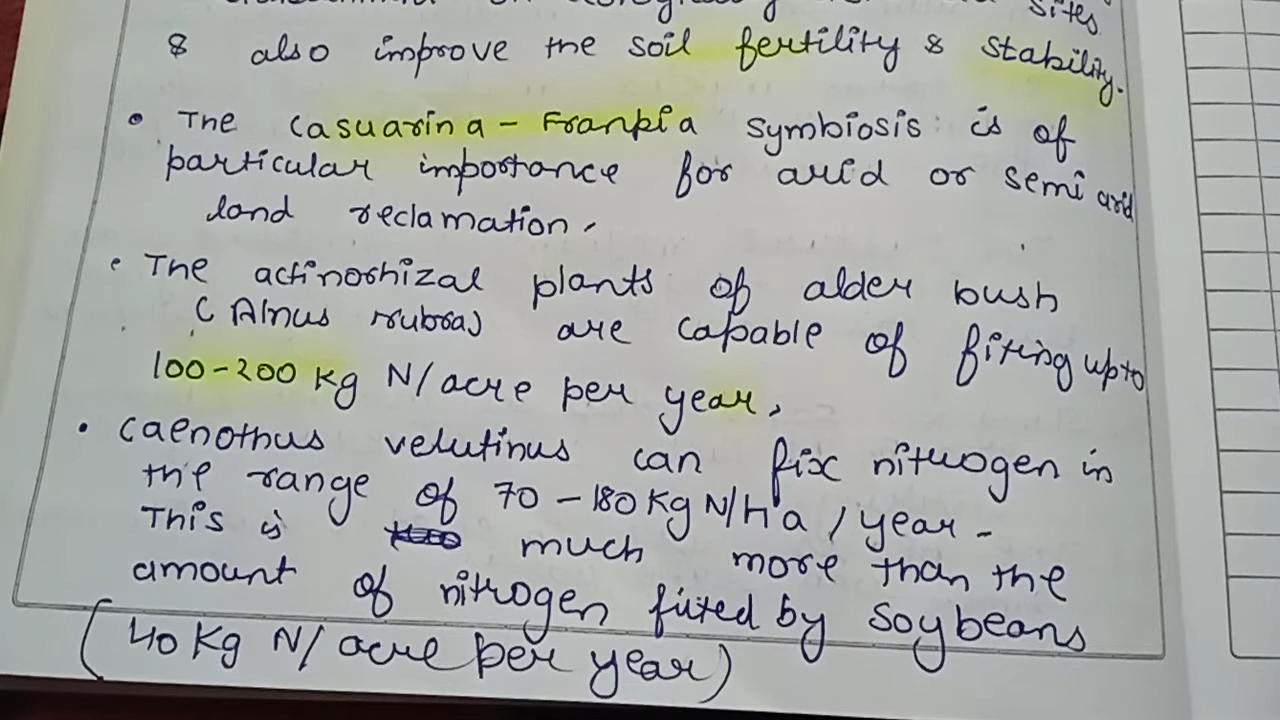 sites
& also improve the soil fertility & stability.
• The Casuarina - Frankia symbiosis is of
particular importance for arid or semi arid
land reclamation.
• The actinorhizal plants of alder bush
(Alnus rubra) are capable of fixing upto
100-200 Kg N/acre per year.
• Caenothus velutinus can fix nitrogen in
the range of 70 - 180 Kg N/Ha / year -
This is much more than the
amount of nitrogen fixed by soybeans
(40 Kg N/ acre per year)